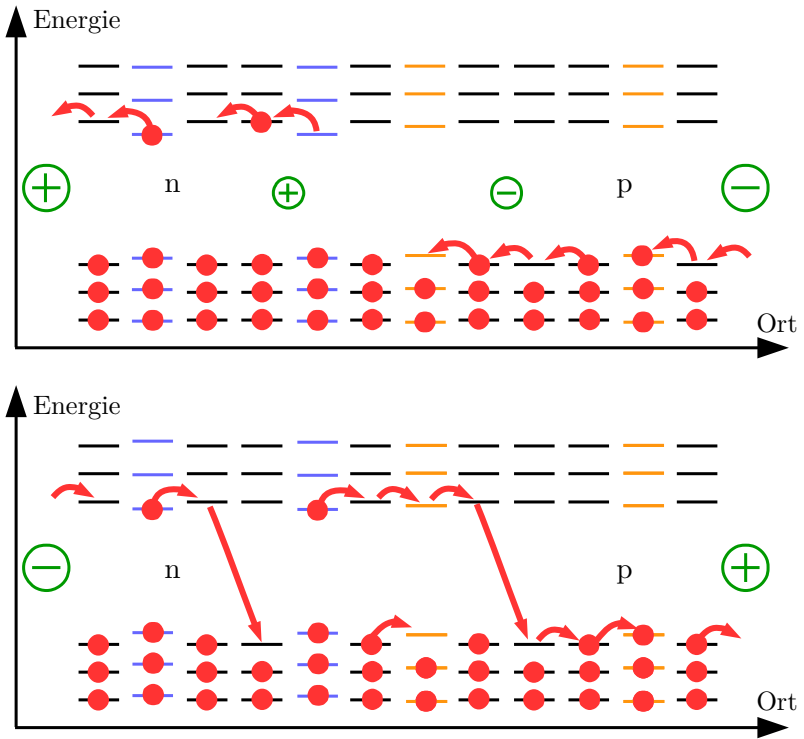 Energie
+ n + − p −
Ort
Energie
− n p +
Ort